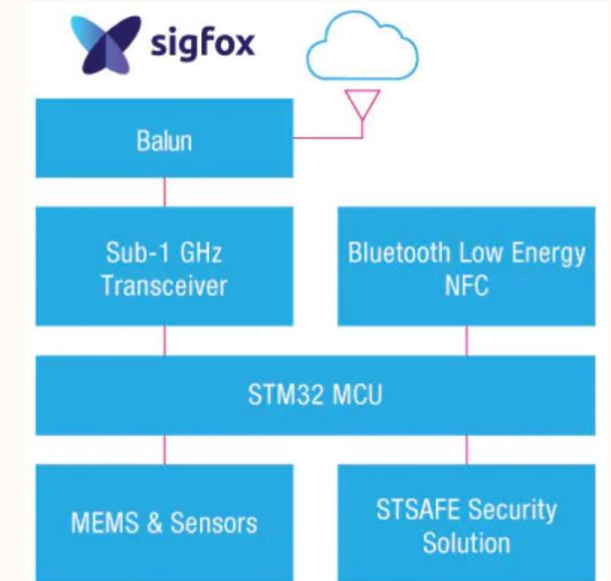 sigfox
Balun
Sub-1 GHz
Transceiver
Bluetooth Low Energy
NFC
STM32 MCU
MEMS & Sensors
STSAFE Security
Solution